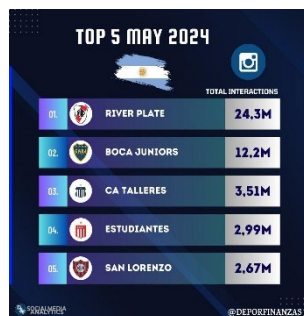 TOP 5 MAY 2024
TOTAL INTERACTIONS
01. RIVER PLATE 24,3M
02. BOCA JUNIORS 12,2M
03. CA TALLERES 3,51M
04. ESTUDIANTES 2,99M
05. SAN LORENZO 2,67M
SOCIALMEDIA
ANALYTICS
@DEPORFINANZAS